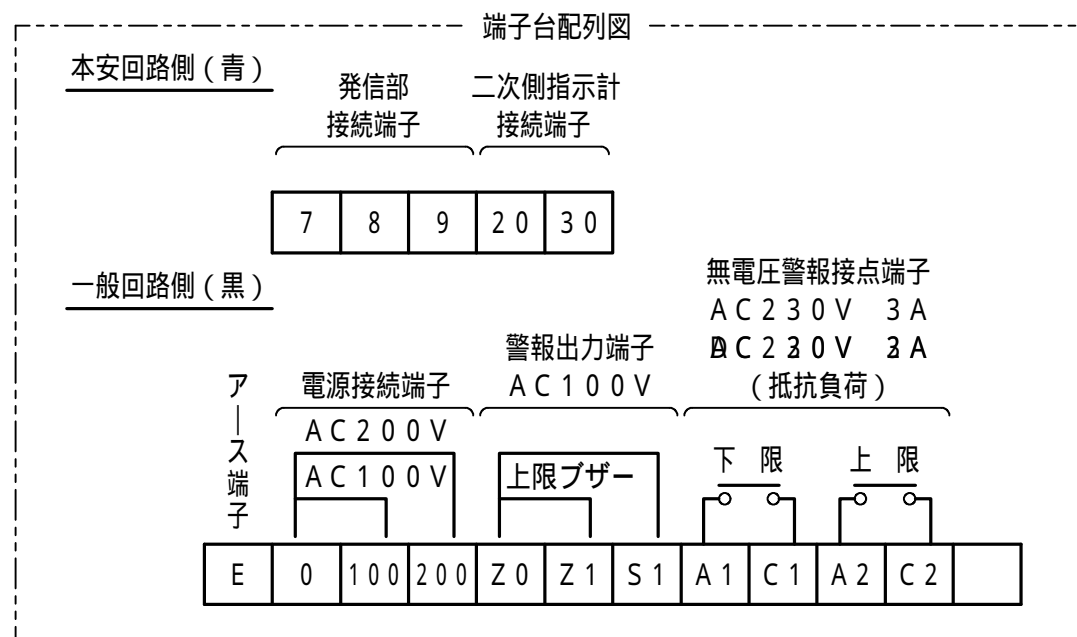 端子台配列図
本安回路側（青）
発信部
接続端子
二次側指示計
接続端子
7 8 9 20 30
一般回路側（黒）
無電圧警報接点端子
AC230V 3A
(抵抗負荷)
警報出力端子
AC100V
アース端子
電源接続端子
AC200V
AC100V
上限ブザー
下限
上限
E 0 100 200 Z0 Z1 S1 A1 C1 A2 C2